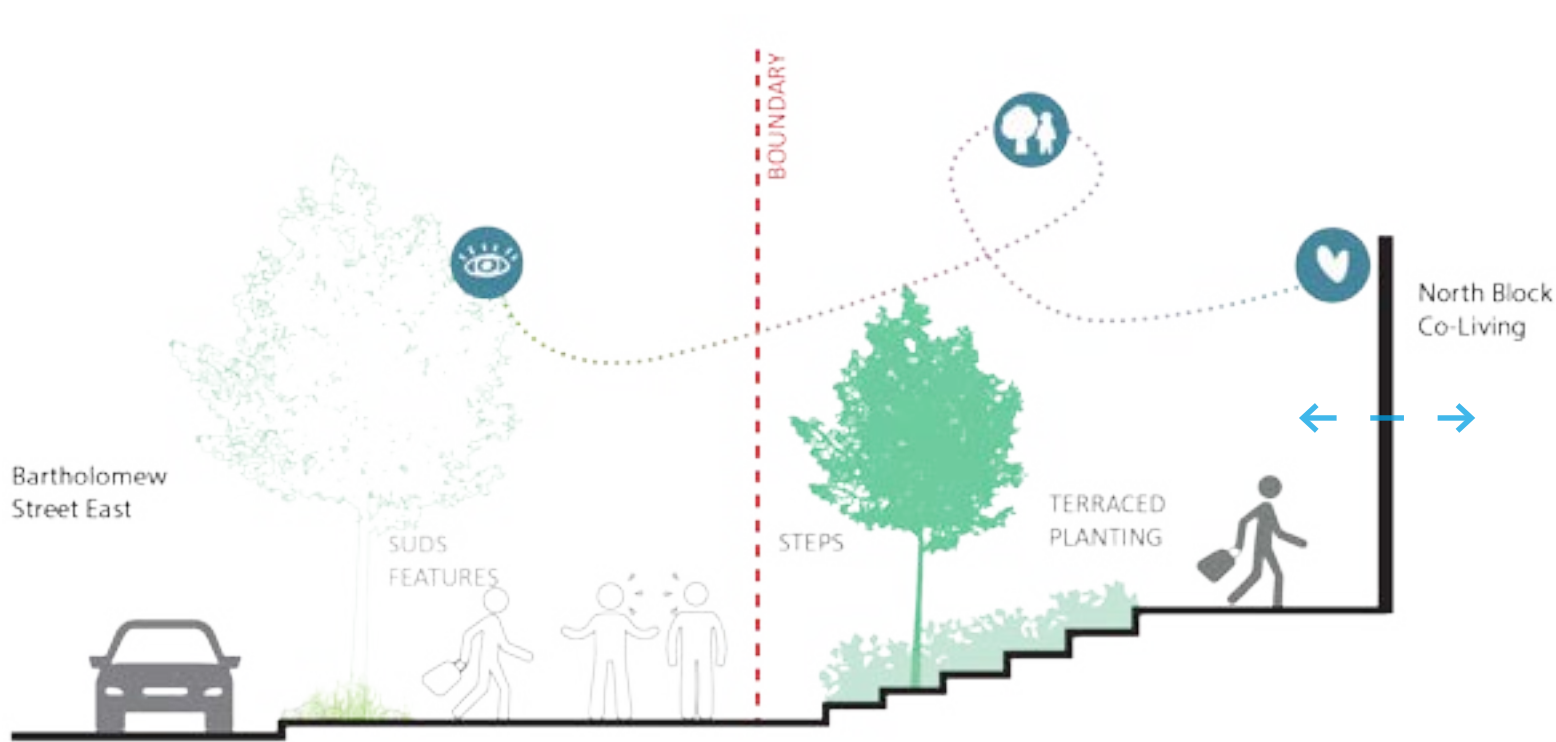 BOUNDARY
North Block
Co-Living
Bartholomew
Street East
SUDS
FEATURES
STEPS
TERRACED
PLANTING